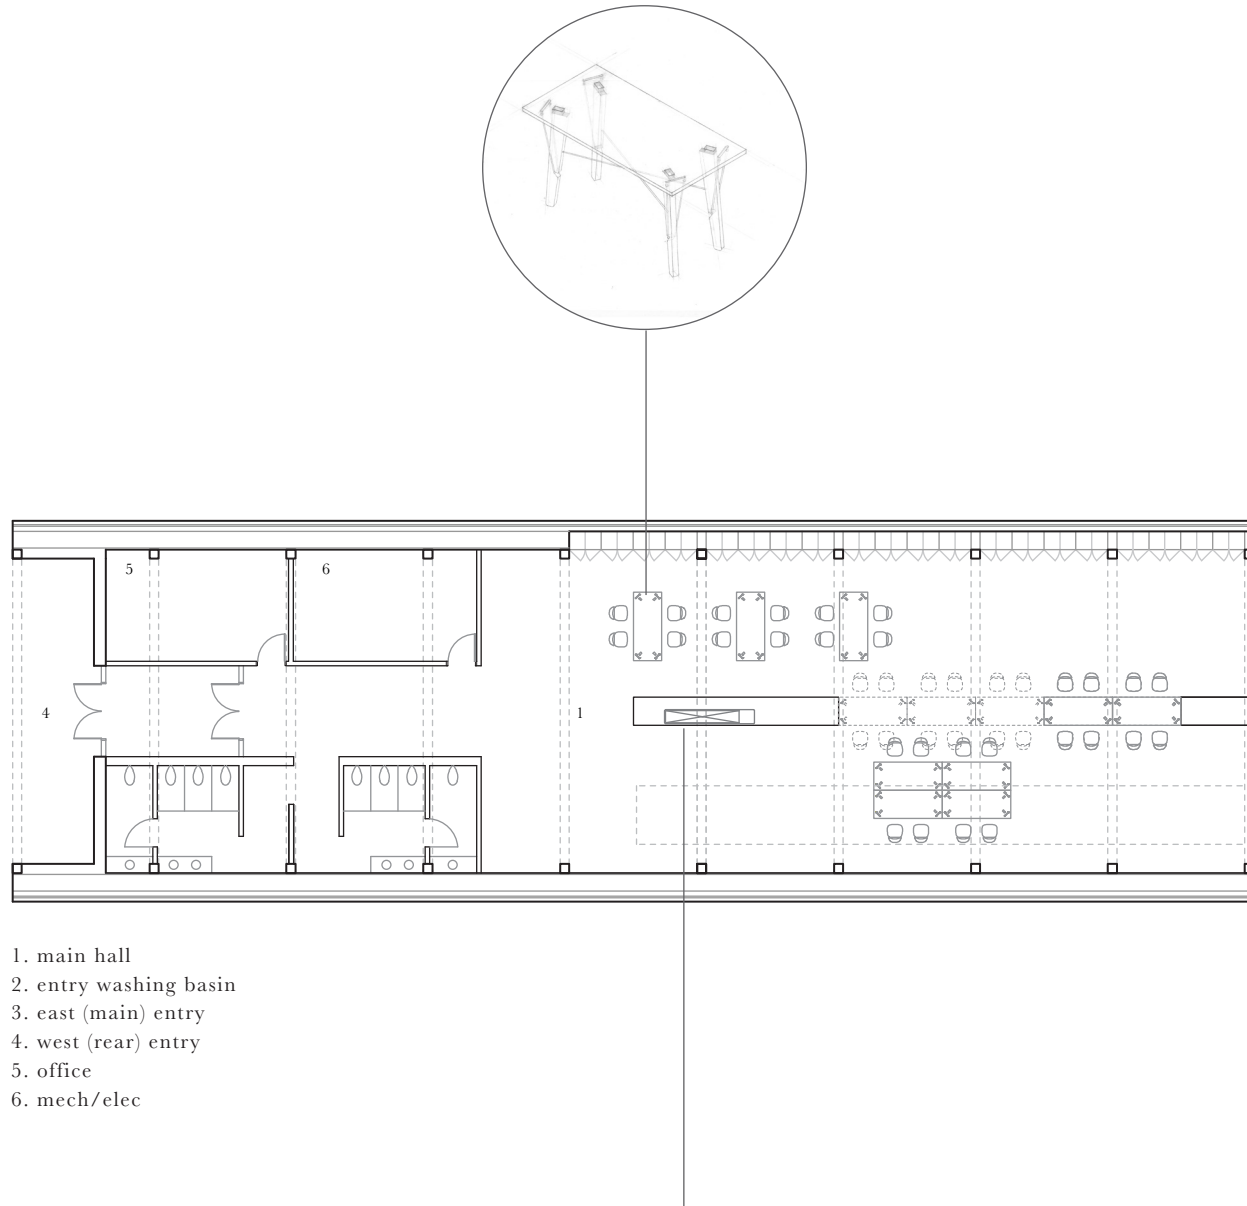 5
6
4
1
1. main hall
2. entry washing basin
3. east (main) entry
4. west (rear) entry
5. office
6. mech/elec